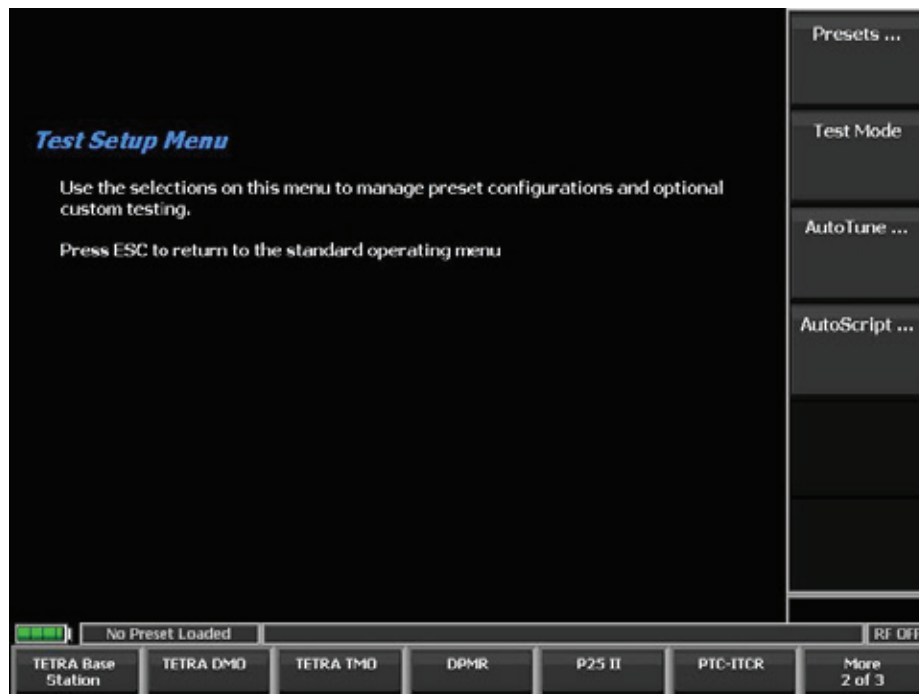 Presets ...
Test Mode
AutoTune ...
AutoScript ...
Test Setup Menu
Use the selections on this menu to manage preset configurations and optional
custom testing.
Press ESC to return to the standard operating menu
No Preset Loaded
RF OFF
TETRA Base
Station
TETRA DMO
TETRA TMO
DPMR
P25 II
PTC-ITCR
More
2 of 3